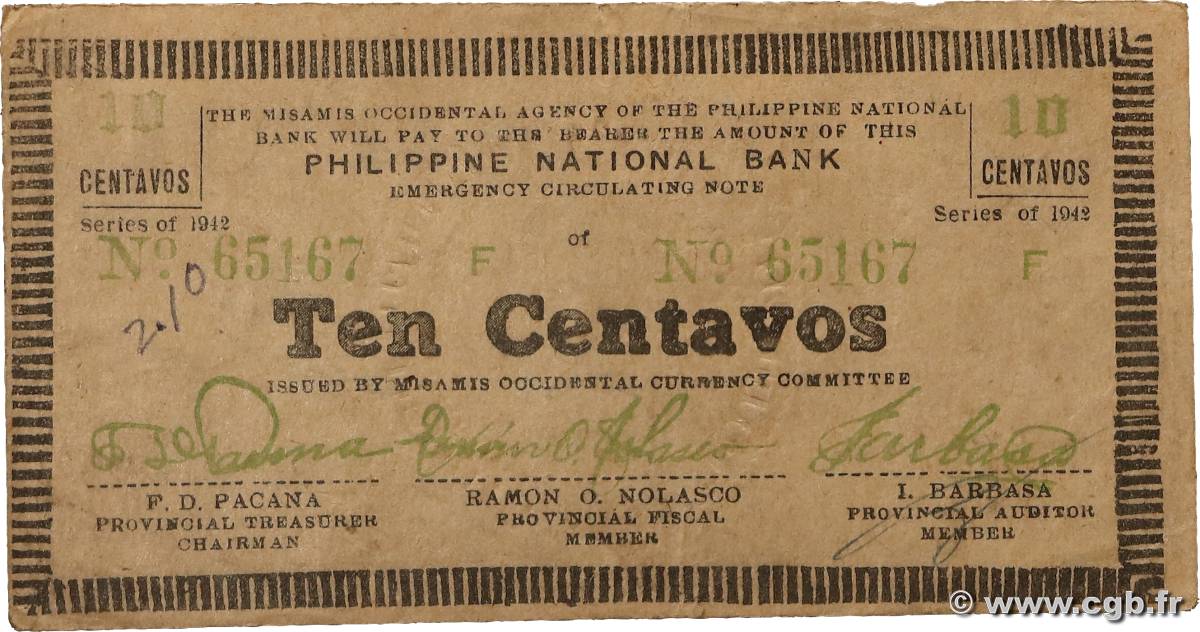 10
10
THE MISAMIS OCCIDENTAL AGENCY OF THE PHILIPPINE NATIONAL
BANK WILL PAY TO THE BEARER THE AMOUNT OF THIS
PHILIPPINE NATIONAL BANK
CENTAVOS
CENTAVOS
EMERGENCY CIRCULATING NOTE
Series of 1942
Series of 1942
of
No. 65167 F
No. 65167 F
2.10
Ten Centavos
ISSUED BY MISAMIS OCCIDENTAL CURRENCY COMMITTEE
F. D. PACANA
PROVINCIAL TREASURER
CHAIRMAN
RAMON O. NOLASCO
PROVINCIAL FISCAL
MEMBER
I. BARBASA
PROVINCIAL AUDITOR
MEMBER
© www.cgb.fr